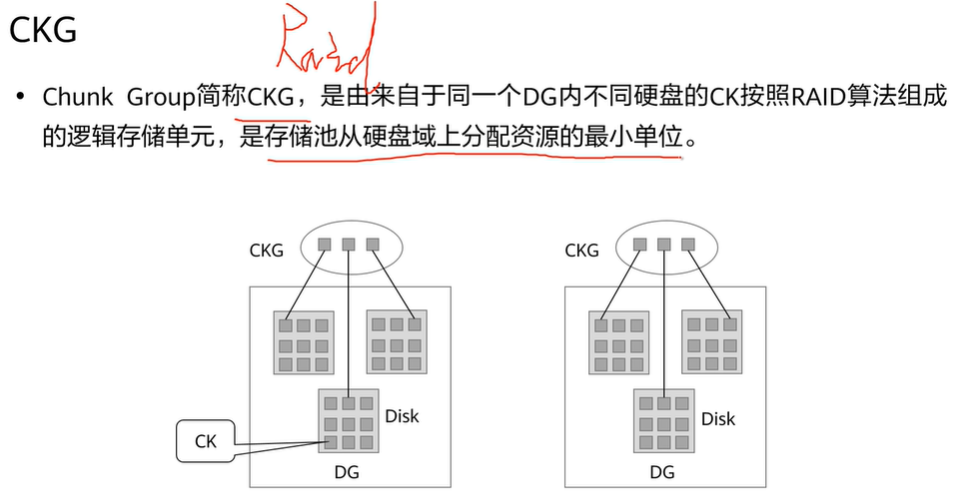 CKG
Raid
• Chunk Group简称CKG，是由来自于同一个DG内不同硬盘的CK按照RAID算法组成
的逻辑存储单元，是存储池从硬盘域上分配资源的最小单位。
CKG
CKG
Disk
Disk
CK
DG
DG